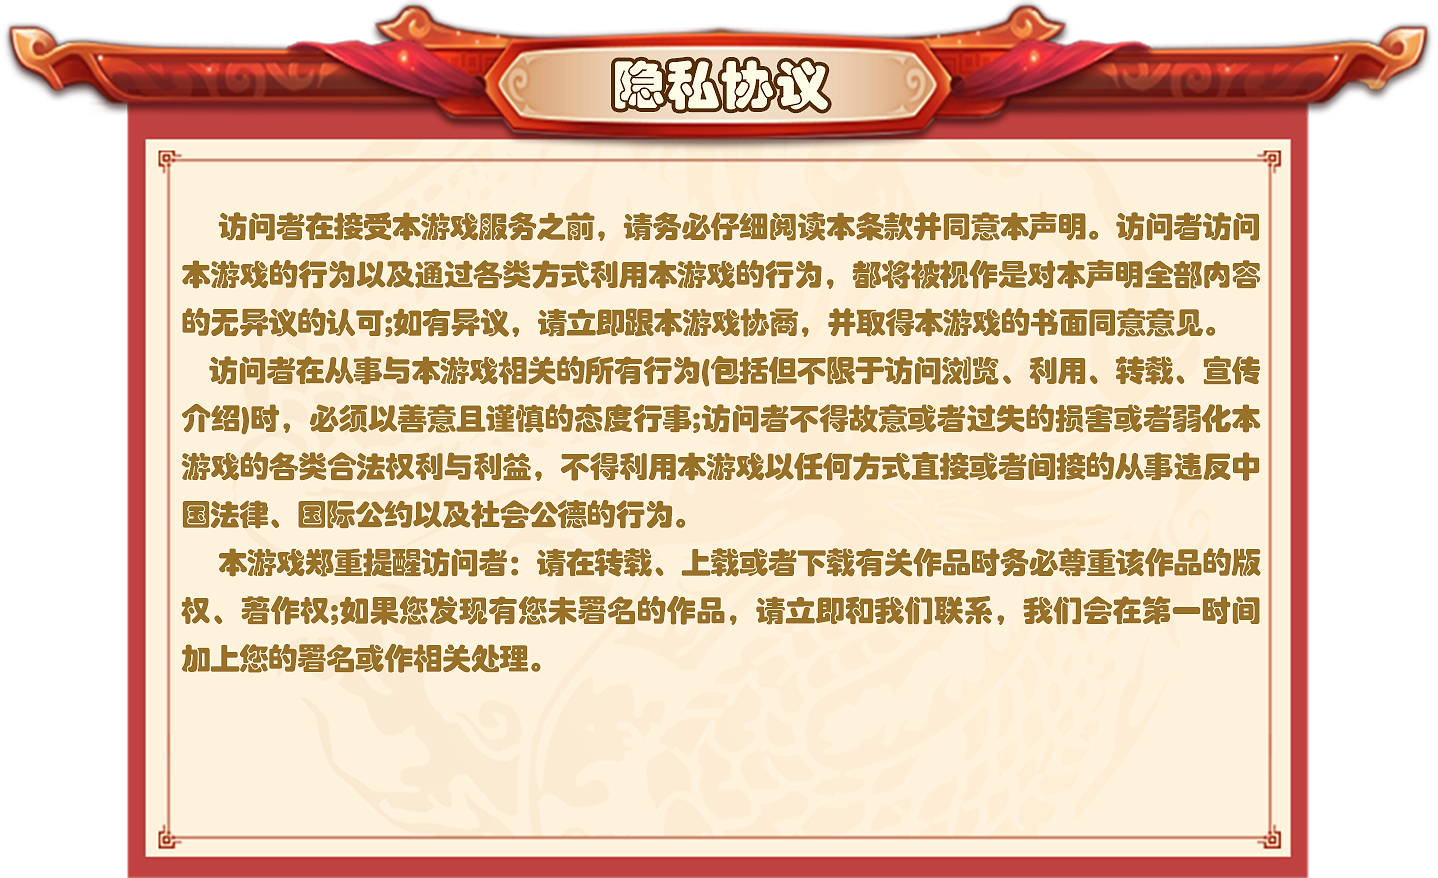 隐私协议
访问者在接受本游戏服务之前，请务必仔细阅读本条款并同意本声明。访问者访问
本游戏的行为以及通过各类方式利用本游戏的行为，都将被视作是对本声明全部内容
的无异议的认可;如有异议，请立即跟本游戏协商，并取得本游戏的书面同意意见。
访问者在从事与本游戏相关的所有行为(包括但不限于访问浏览、利用、转载、宣传
介绍)时，必须以善意且谨慎的态度行事;访问者不得故意或者过失的损害或者弱化本
游戏的各类合法权利与利益，不得利用本游戏以任何方式直接或者间接的从事违反中
国法律、国际公约以及社会公德的行为。
本游戏郑重提醒访问者：请在转载、上载或者下载有关作品时务必尊重该作品的版
权、著作权;如果您发现有您未署名的作品，请立即和我们联系，我们会在第一时间
加上您的署名或作相关处理。